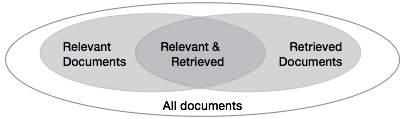 Relevant
Documents
Relevant &
Retrieved
Retrieved
Documents
All documents